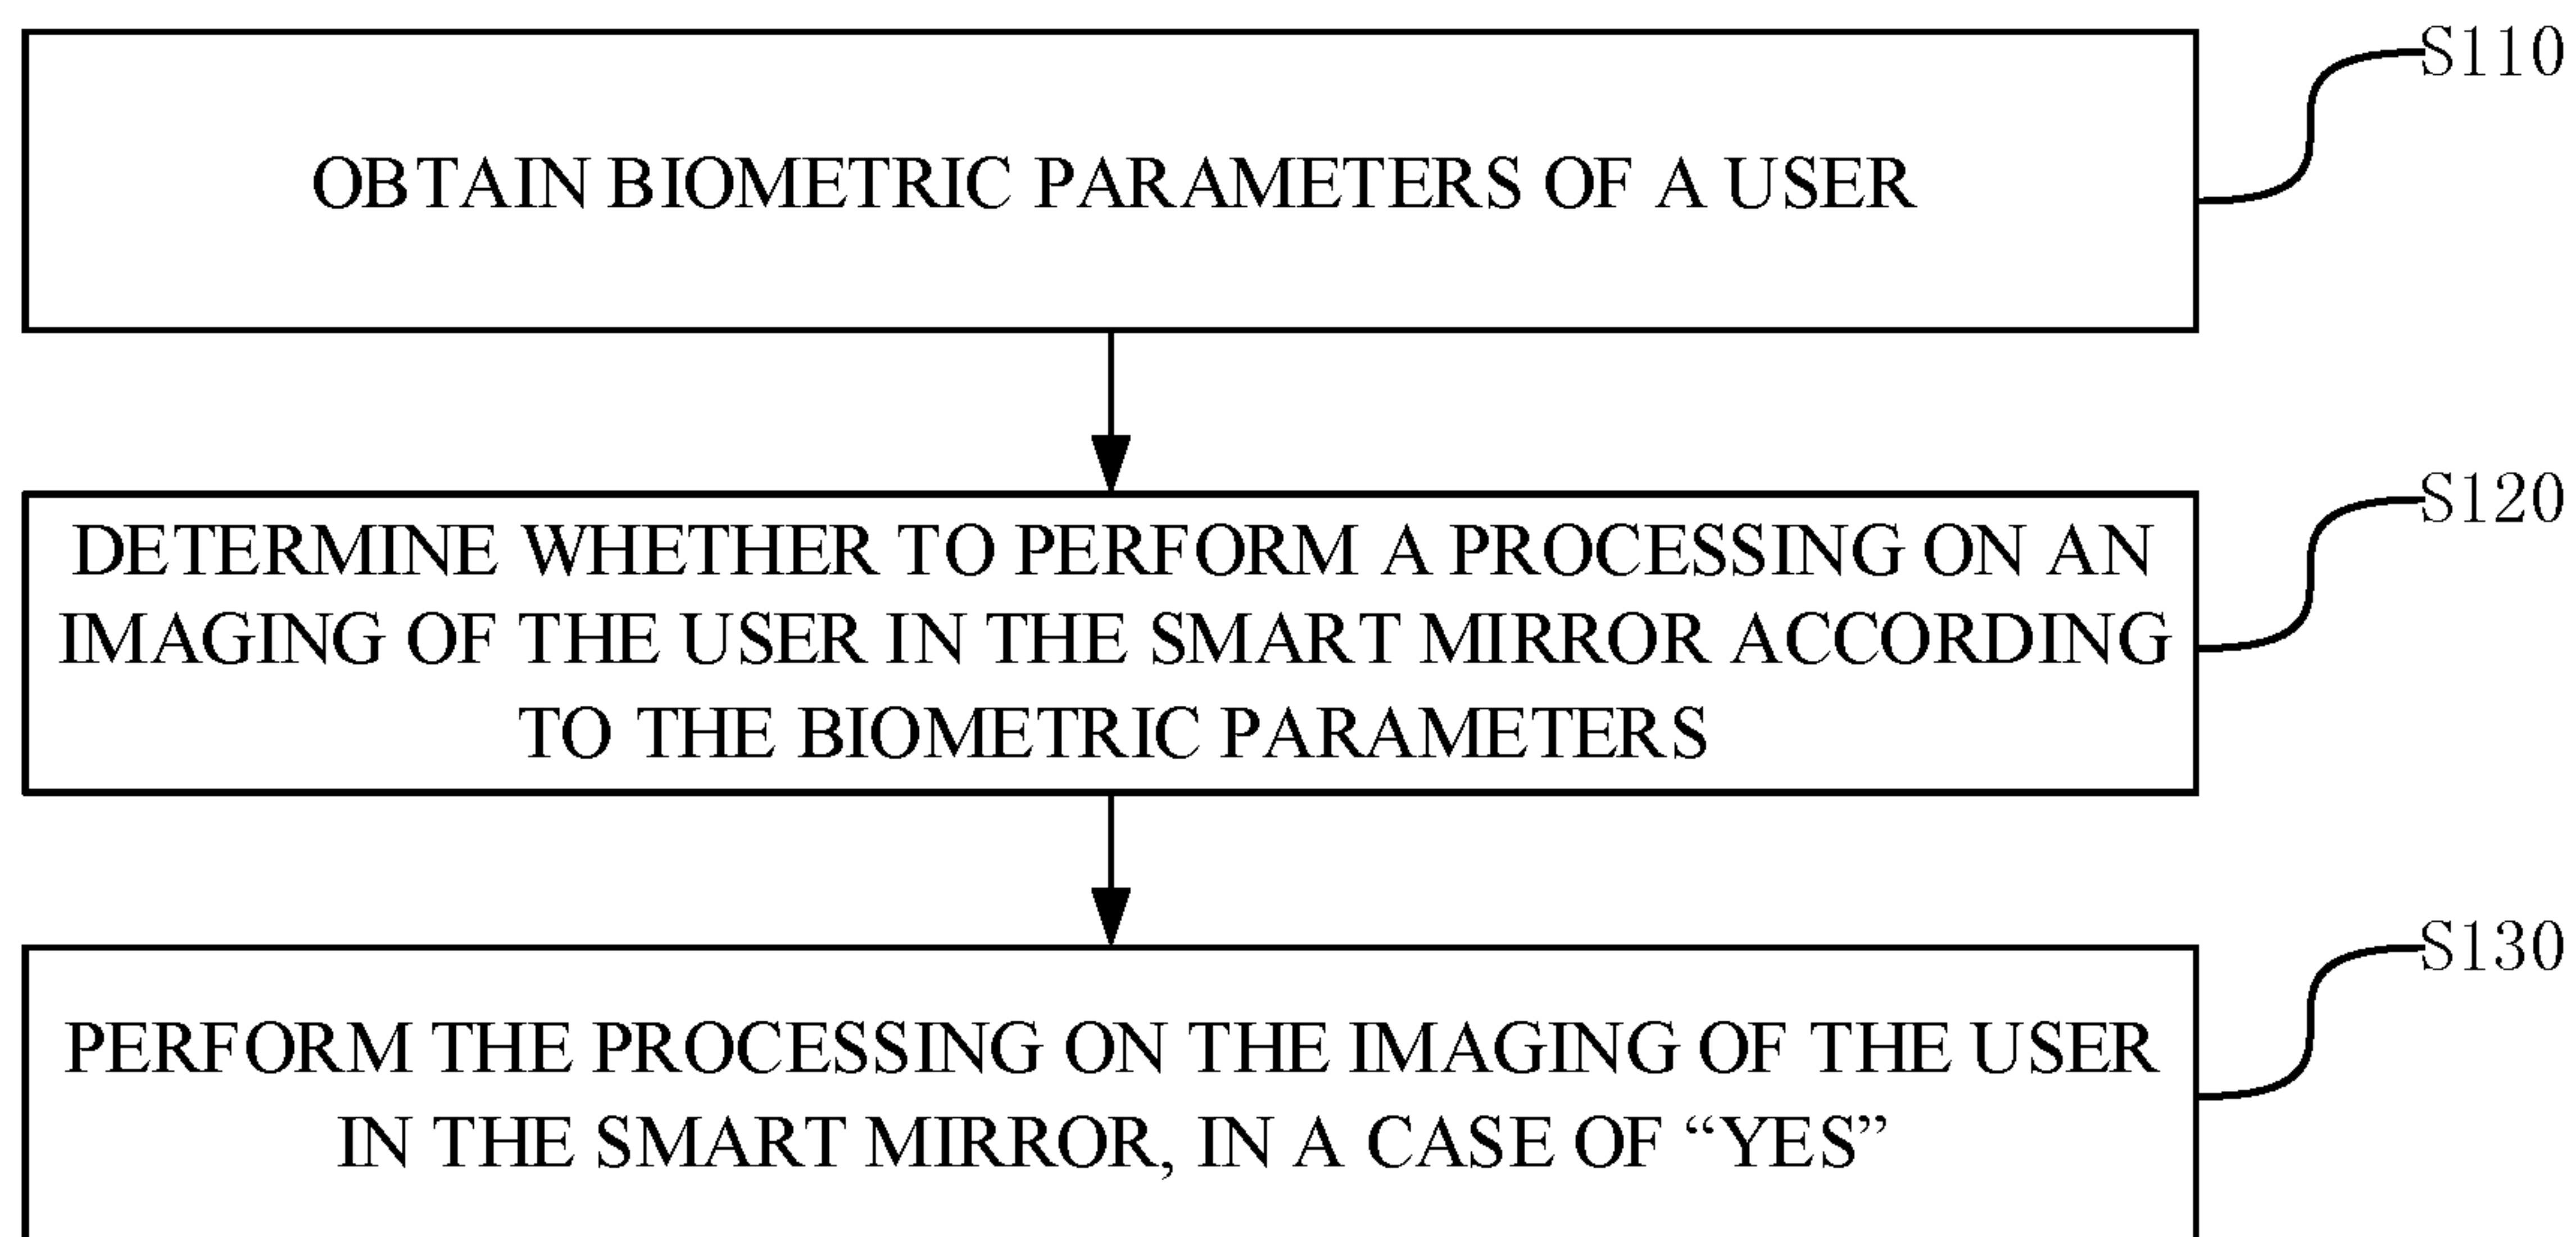 S110
OBTAIN BIOMETRIC PARAMETERS OF A USER
S120
DETERMINE WHETHER TO PERFORM A PROCESSING ON AN
IMAGING OF THE USER IN THE SMART MIRROR ACCORDING
TO THE BIOMETRIC PARAMETERS
S130
PERFORM THE PROCESSING ON THE IMAGING OF THE USER
IN THE SMART MIRROR, IN A CASE OF “YES”